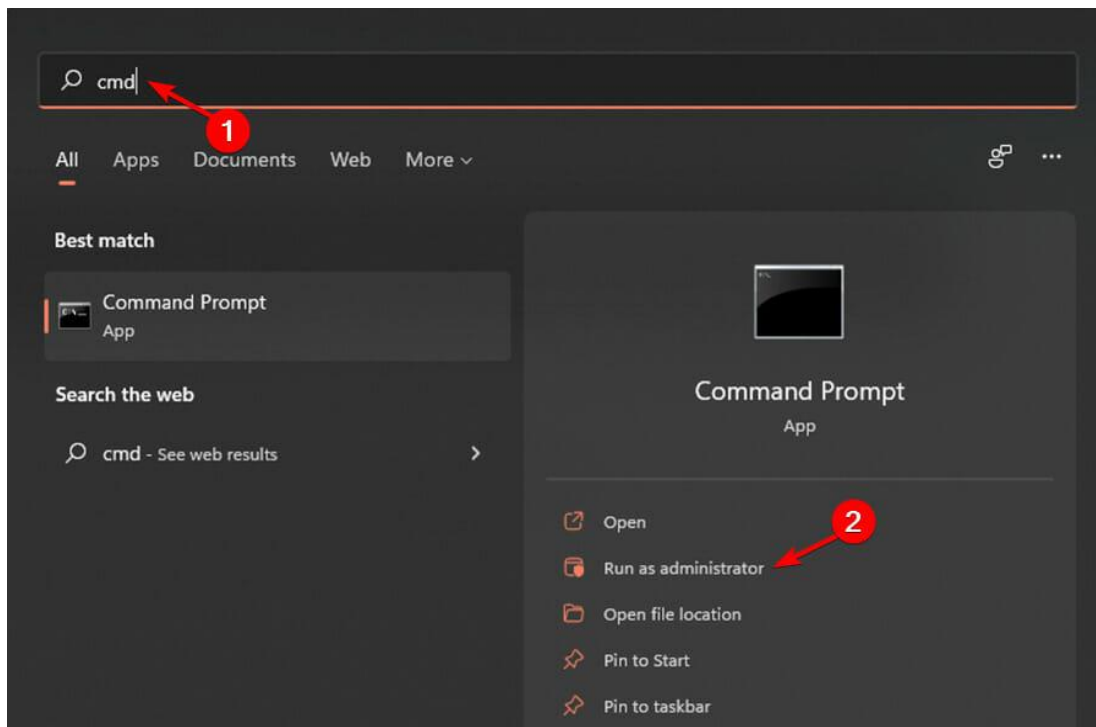 cmd
1
All Apps Documents Web More
Best match
Command Prompt
App
Search the web
cmd - See web results
Command Prompt
App
Open
2
Run as administrator
Open file location
Pin to Start
Pin to taskbar